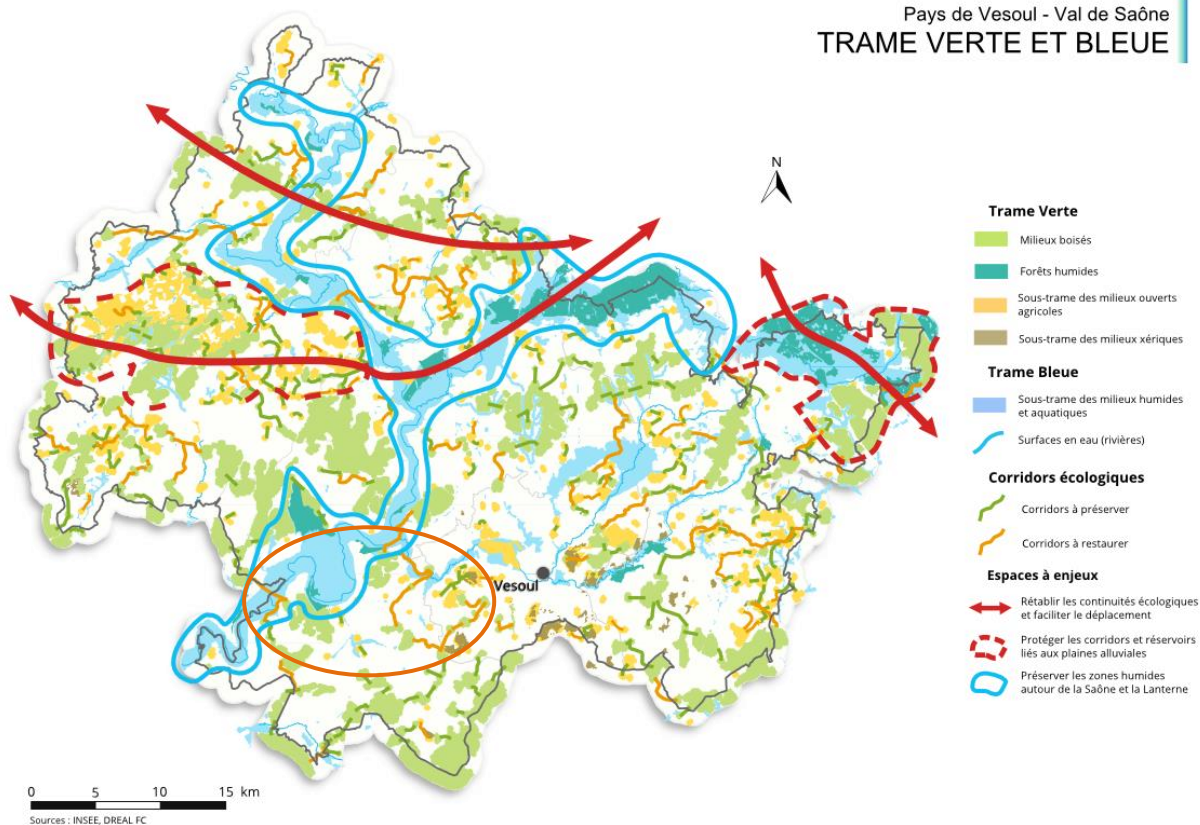 Pays de Vesoul - Val de Saône
TRAME VERTE ET BLEUE
N
Trame Verte
Milieux boisés
Forêts humides
Sous-trame des milieux ouverts
agricoles
Sous-trame des milieux xériques
Trame Bleue
Sous-trame des milieux humides
et aquatiques
Surfaces en eau (rivières)
Corridors écologiques
Corridors à préserver
Corridors à restaurer
Espaces à enjeux
Rétablir les continuités écologiques
et faciliter le déplacement
Protéger les corridors et réservoirs
liés aux plaines alluviales
Préserver les zones humides
autour de la Saône et la Lanterne
Vesoul
0 5 10 15 km
Sources : INSEE, DREAL FC